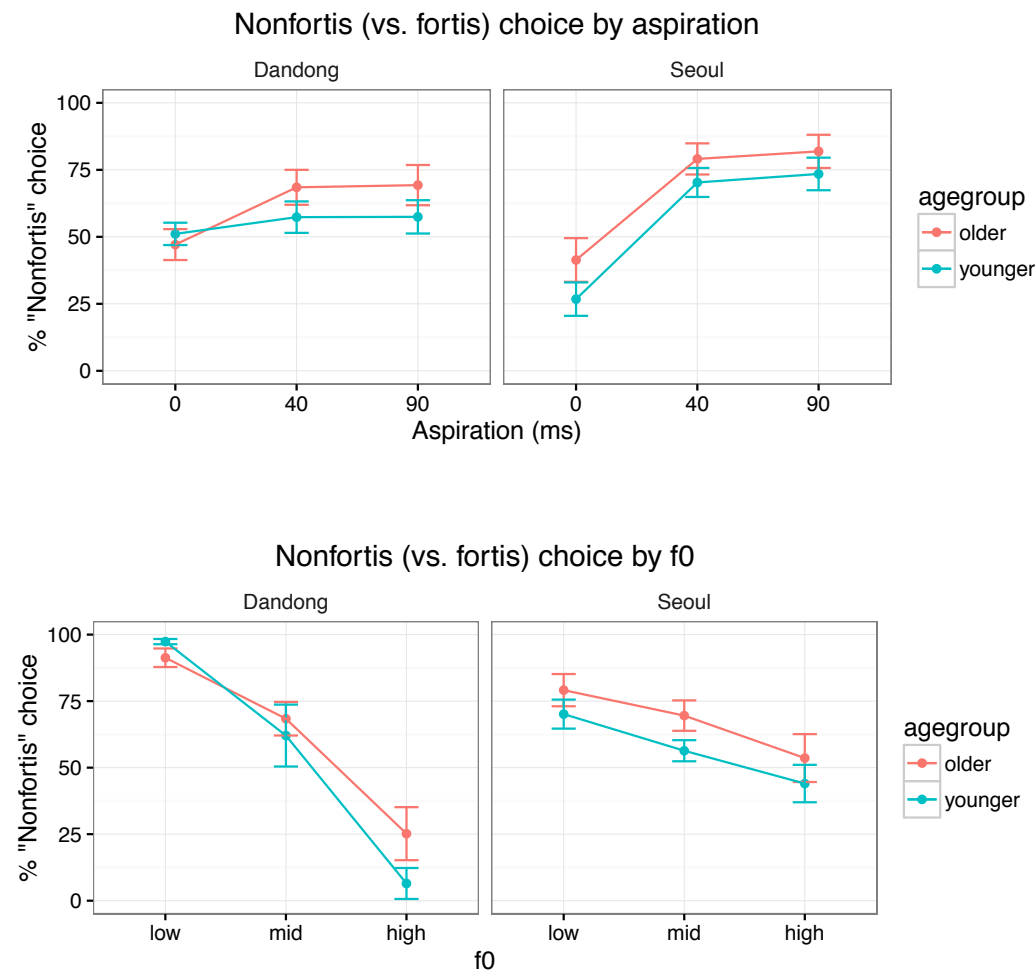 Nonfortis (vs. fortis) choice by aspiration
Dandong Seoul
% "Nonfortis" choice
100
75
50
25
0
0 40 90 0 40 90
Aspiration (ms)
agegroup
older
younger
Nonfortis (vs. fortis) choice by f0
Dandong Seoul
% "Nonfortis" choice
100
75
50
25
0
low mid high low mid high
f0
agegroup
older
younger